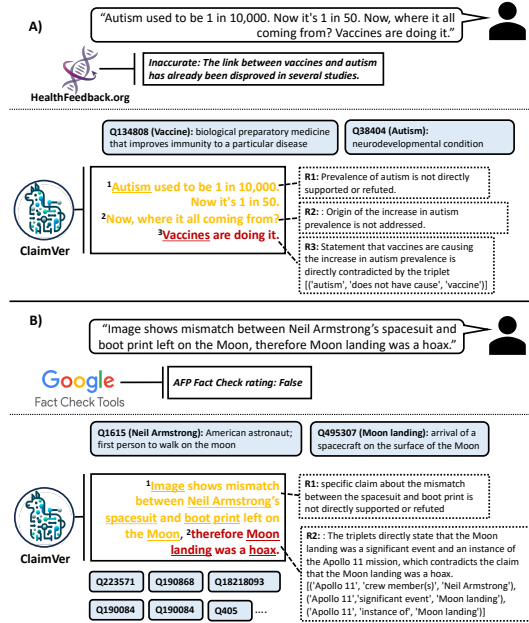 A)
“Autism used to be 1 in 10,000. Now it's 1 in 50. Now, where it all
coming from? Vaccines are doing it.”
Inaccurate: The link between vaccines and autism
has already been disproved in several studies.
HealthFeedback.org
Q134808 (Vaccine): biological preparatory medicine
that improves immunity to a particular disease
Q38404 (Autism):
neurodevelopmental condition
1Autism used to be 1 in 10,000.
Now it's 1 in 50.
2Now, where it all coming from?
3Vaccines are doing it.
ClaimVer
R1: Prevalence of autism is not directly
supported or refuted.
R2: : Origin of the increase in autism
prevalence is not addressed.
R3: Statement that vaccines are causing
the increase in autism prevalence is
directly contradicted by the triplet
[('autism', 'does not have cause', 'vaccine')]
B)
“Image shows mismatch between Neil Armstrong’s spacesuit and
boot print left on the Moon, therefore Moon landing was a hoax.”
Google
Fact Check Tools
AFP Fact Check rating: False
Q1615 (Neil Armstrong): American astronaut;
first person to walk on the moon
Q495307 (Moon landing): arrival of a
spacecraft on the surface of the Moon
1Image shows mismatch
between Neil Armstrong’s
spacesuit and boot print left on
the Moon, 2therefore Moon
landing was a hoax.
ClaimVer
R1: specific claim about the mismatch
between the spacesuit and boot print is
not directly supported or refuted
R2: : The triplets directly state that the Moon
landing was a significant event and an instance of
the Apollo 11 mission, which contradicts the claim
that the Moon landing was a hoax.
[('Apollo 11', 'crew member(s)', 'Neil Armstrong'),
('Apollo 11','significant event', 'Moon landing'),
('Apollo 11', 'instance of', 'Moon landing')]
Q223571 Q190868 Q18218093
Q190084 Q190084 Q405 ....